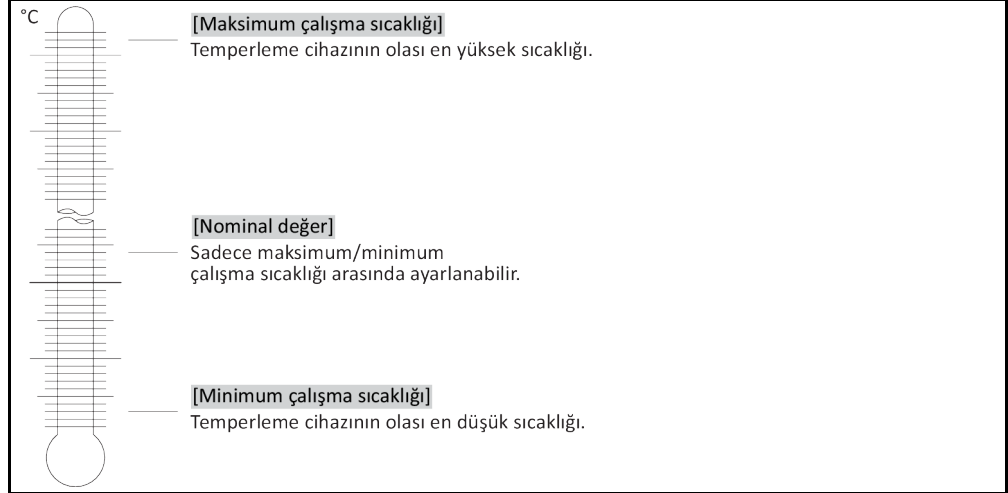 °C
[Maksimum çalışma sıcaklığı]
Temperleme cihazının olası en yüksek sıcaklığı.
[Nominal değer]
Sadece maksimum/minimum
çalışma sıcaklığı arasında ayarlanabilir.
[Minimum çalışma sıcaklığı]
Temperleme cihazının olası en düşük sıcaklığı.